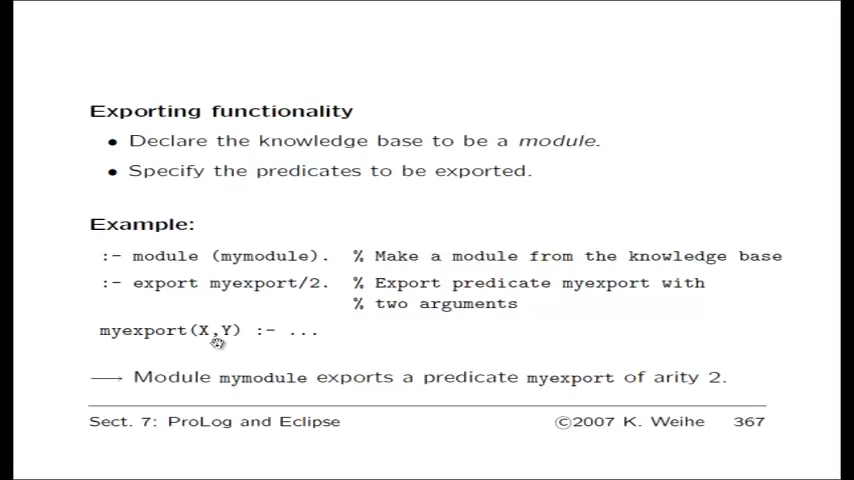 Exporting functionality
• Declare the knowledge base to be a module.
• Specify the predicates to be exported.
Example:
:- module (mymodule). % Make a module from the knowledge base
:- export myexport/2. % Export predicate myexport with
% two arguments
myexport(X,Y) :- ...
⟶ Module mymodule exports a predicate myexport of arity 2.
Sect. 7: ProLog and Eclipse ©2007 K. Weihe 367